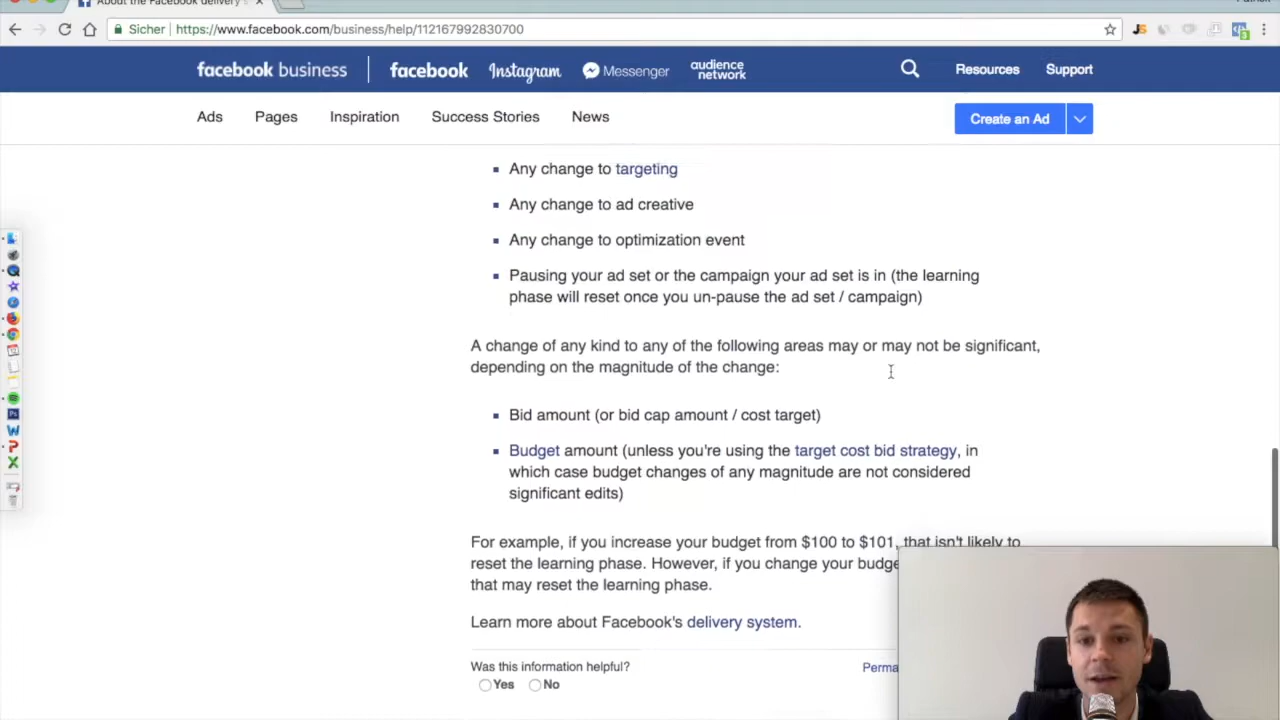 About the Facebook delivery
Sicher | https://www.facebook.com/business/help/112167992830700
facebook business facebook Instagram Messenger audience network Resources Support
Ads Pages Inspiration Success Stories News Create an Ad
Any change to targeting
Any change to ad creative
Any change to optimization event
Pausing your ad set or the campaign your ad set is in (the learning
phase will reset once you un-pause the ad set / campaign)
A change of any kind to any of the following areas may or may not be significant,
depending on the magnitude of the change:
Bid amount (or bid cap amount / cost target)
Budget amount (unless you're using the target cost bid strategy, in
which case budget changes of any magnitude are not considered
significant edits)
For example, if you increase your budget from $100 to $101, that isn't likely to
reset the learning phase. However, if you change your budge
that may reset the learning phase.
Learn more about Facebook's delivery system.
Was this information helpful? Perma
Yes No